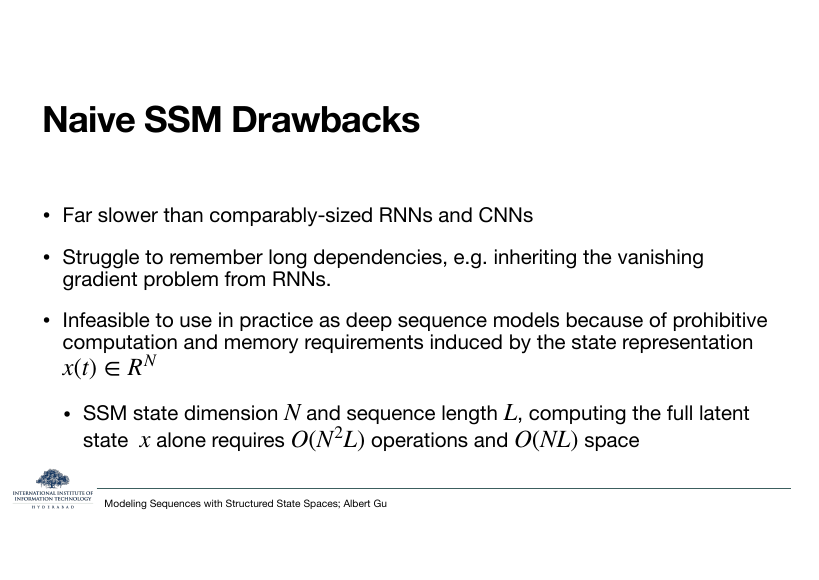 Naive SSM Drawbacks
• Far slower than comparably-sized RNNs and CNNs
• Struggle to remember long dependencies, e.g. inheriting the vanishing
gradient problem from RNNs.
• Infeasible to use in practice as deep sequence models because of prohibitive
computation and memory requirements induced by the state representation
x(t) ∈ R^N
• SSM state dimension N and sequence length L, computing the full latent
state x alone requires O(N²L) operations and O(NL) space
INTERNATIONAL INSTITUTE OF
INFORMATION TECHNOLOGY
HYDERABAD
Modeling Sequences with Structured State Spaces; Albert Gu